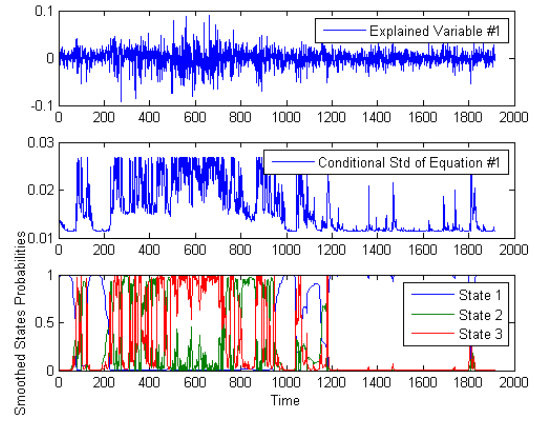 0.1
Explained Variable #1
0
-0.1
0 200 400 600 800 1000 1200 1400 1600 1800 2000
0.03
Conditional Std of Equation #1
0.02
0.01
0 200 400 600 800 1000 1200 1400 1600 1800 2000
Smoothed States Probabilities
1
State 1
0.5
State 2
State 3
0
0 200 400 600 800 1000 1200 1400 1600 1800 2000
Time